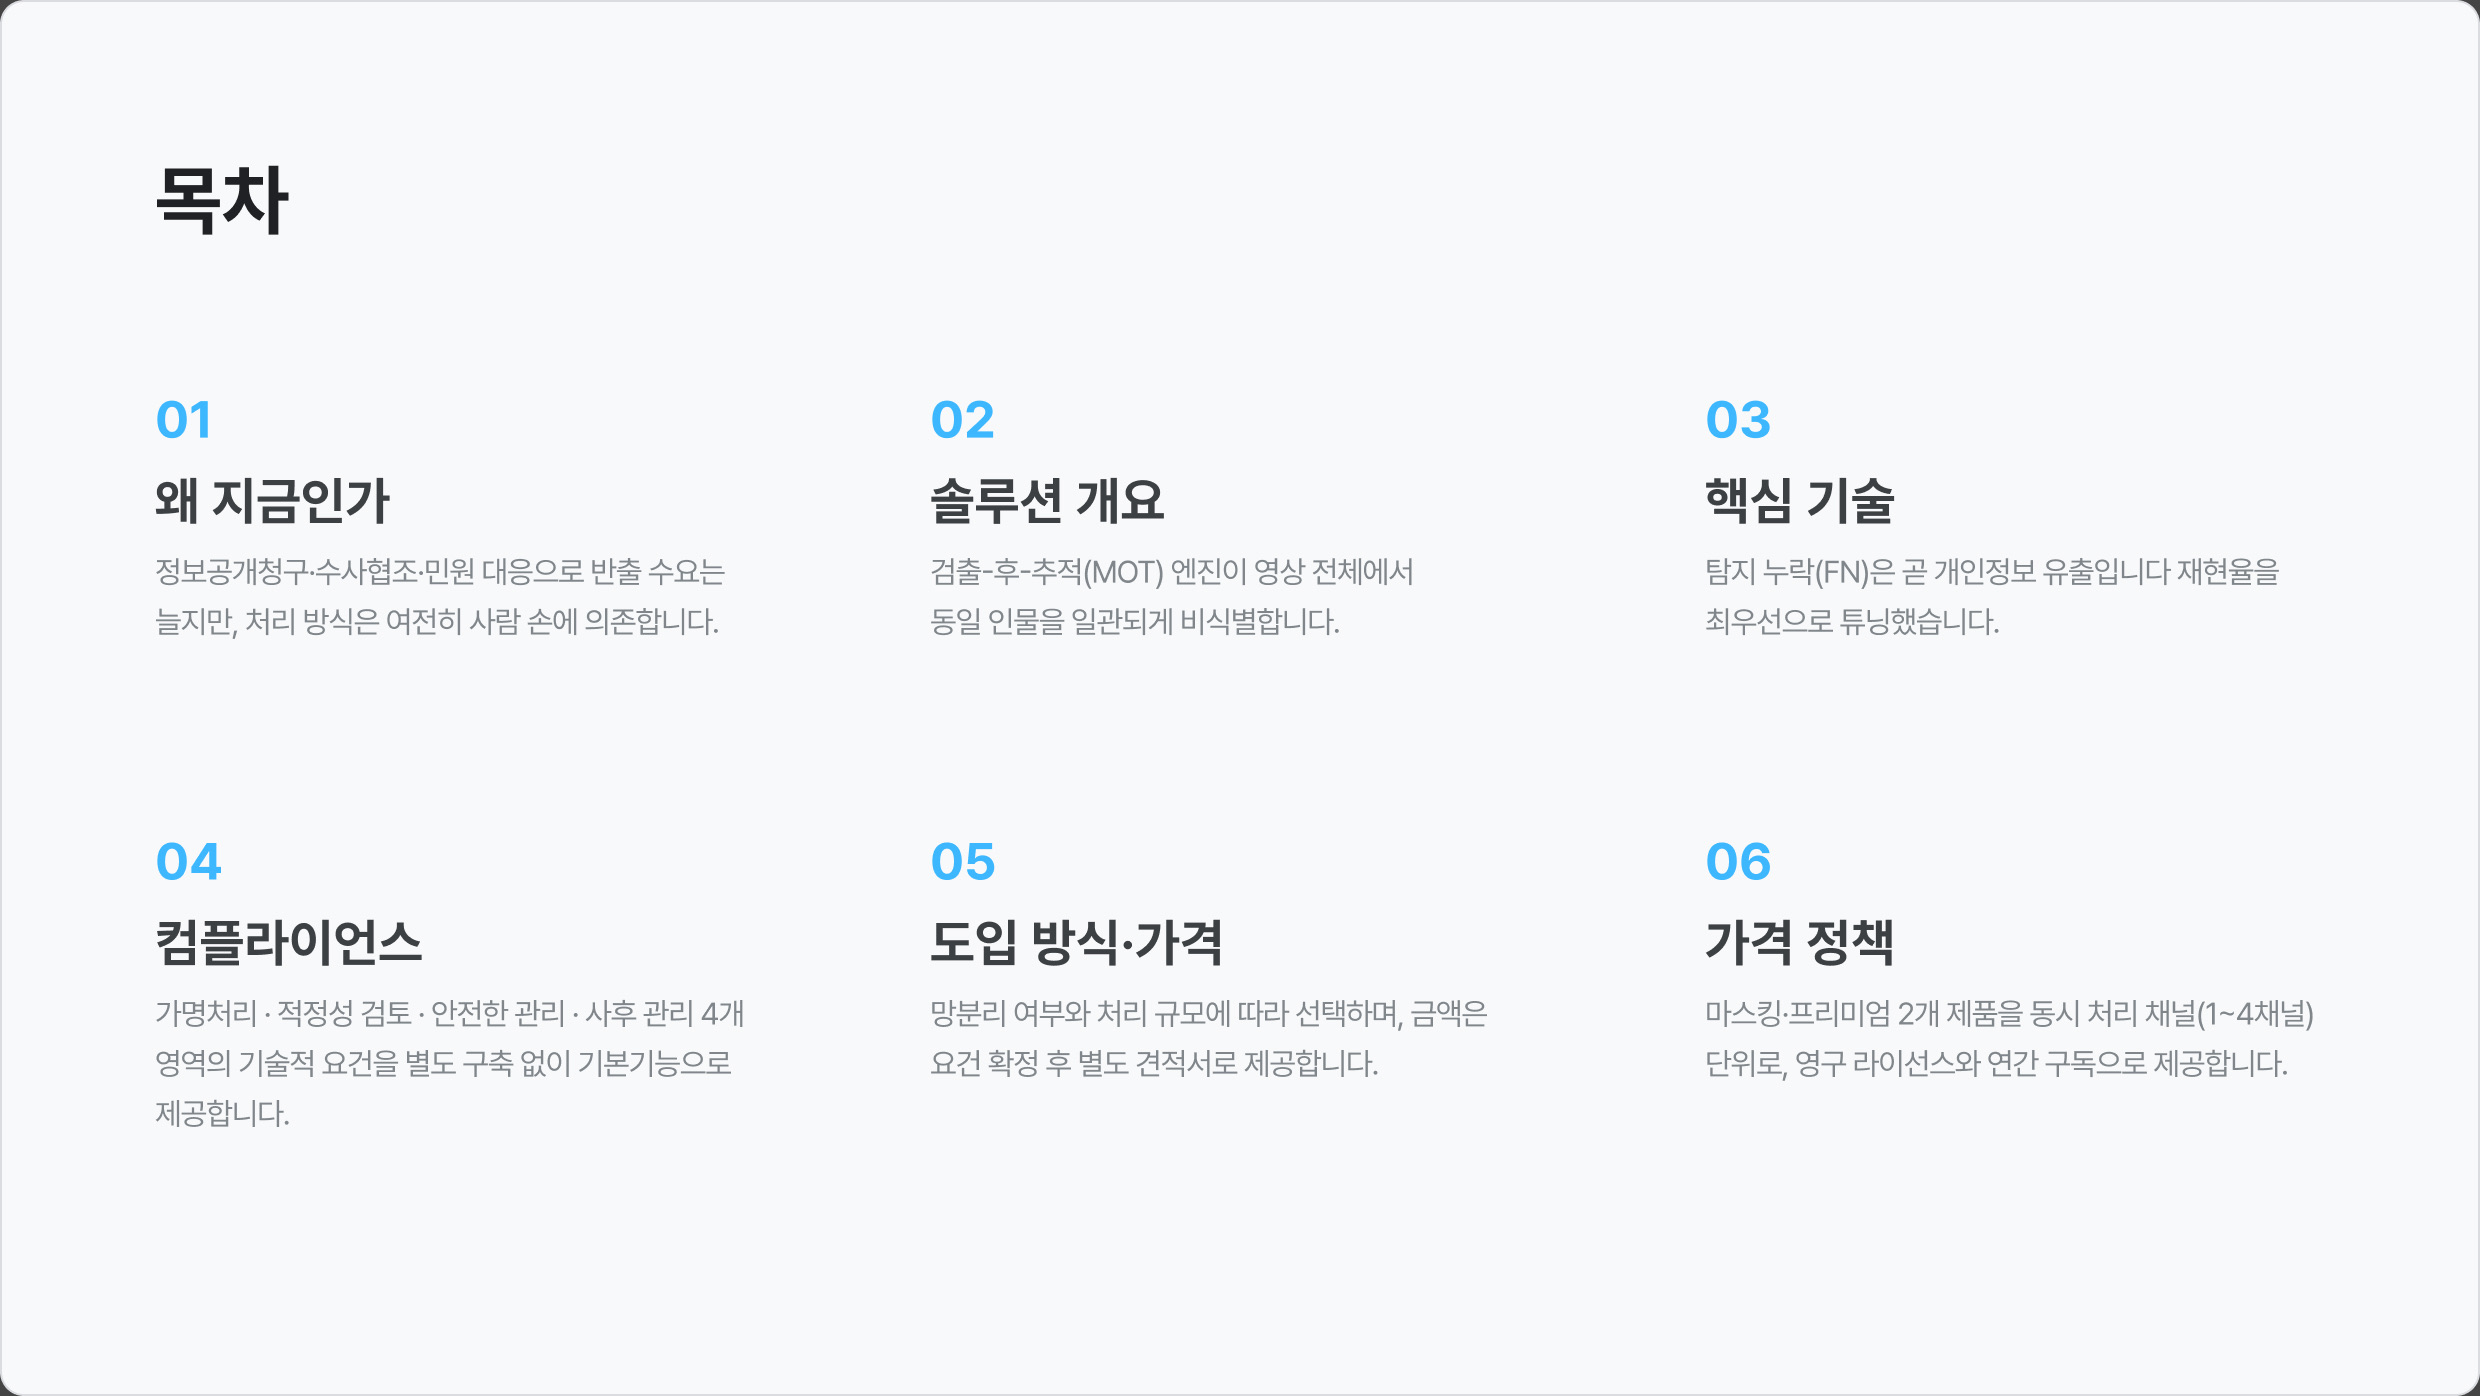 목차
01
왜 지금인가
정보공개청구·수사협조·민원 대응으로 반출 수요는
늘지만, 처리 방식은 여전히 사람 손에 의존합니다.
02
솔루션 개요
검출-후-추적(MOT) 엔진이 영상 전체에서
동일 인물을 일관되게 비식별합니다.
03
핵심 기술
탐지 누락(FN)은 곧 개인정보 유출입니다 재현율을
최우선으로 튜닝했습니다.
04
컴플라이언스
가명처리 · 적정성 검토 · 안전한 관리 · 사후 관리 4개
영역의 기술적 요건을 별도 구축 없이 기본기능으로
제공합니다.
05
도입 방식·가격
망분리 여부와 처리 규모에 따라 선택하며, 금액은
요건 확정 후 별도 견적서로 제공합니다.
06
가격 정책
마스킹·프리미엄 2개 제품을 동시 처리 채널(1~4채널)
단위로, 영구 라이선스와 연간 구독으로 제공합니다.